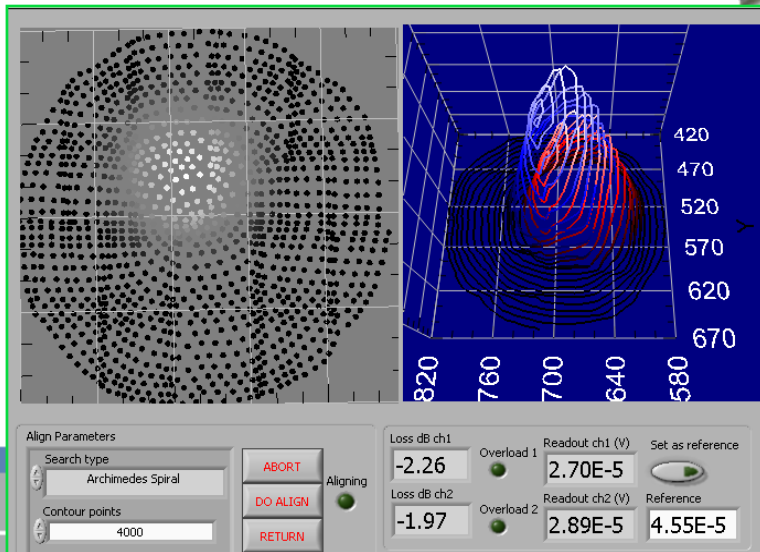 420
470
520
570
620
670
Y
820
760
700
640
580
Align Parameters
Search type
Archimedes Spiral
Contour points
4000
ABORT
DO ALIGN
RETURN
Aligning
Loss dB ch1
-2.26
Overload 1
Readout ch1 (V)
2.70E-5
Set as reference
Loss dB ch2
-1.97
Overload 2
Readout ch2 (V)
2.89E-5
Reference
4.55E-5